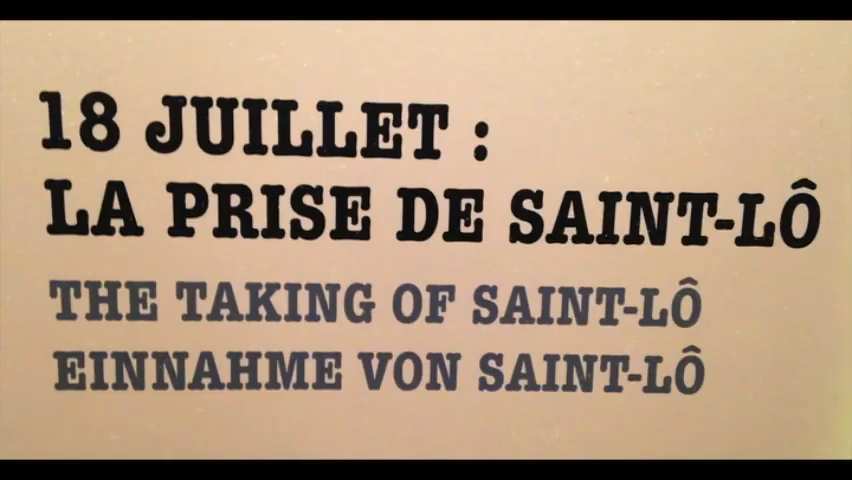 18 JUILLET :
LA PRISE DE SAINT-LÔ
THE TAKING OF SAINT-LÔ
EINNAHME VON SAINT-LÔ